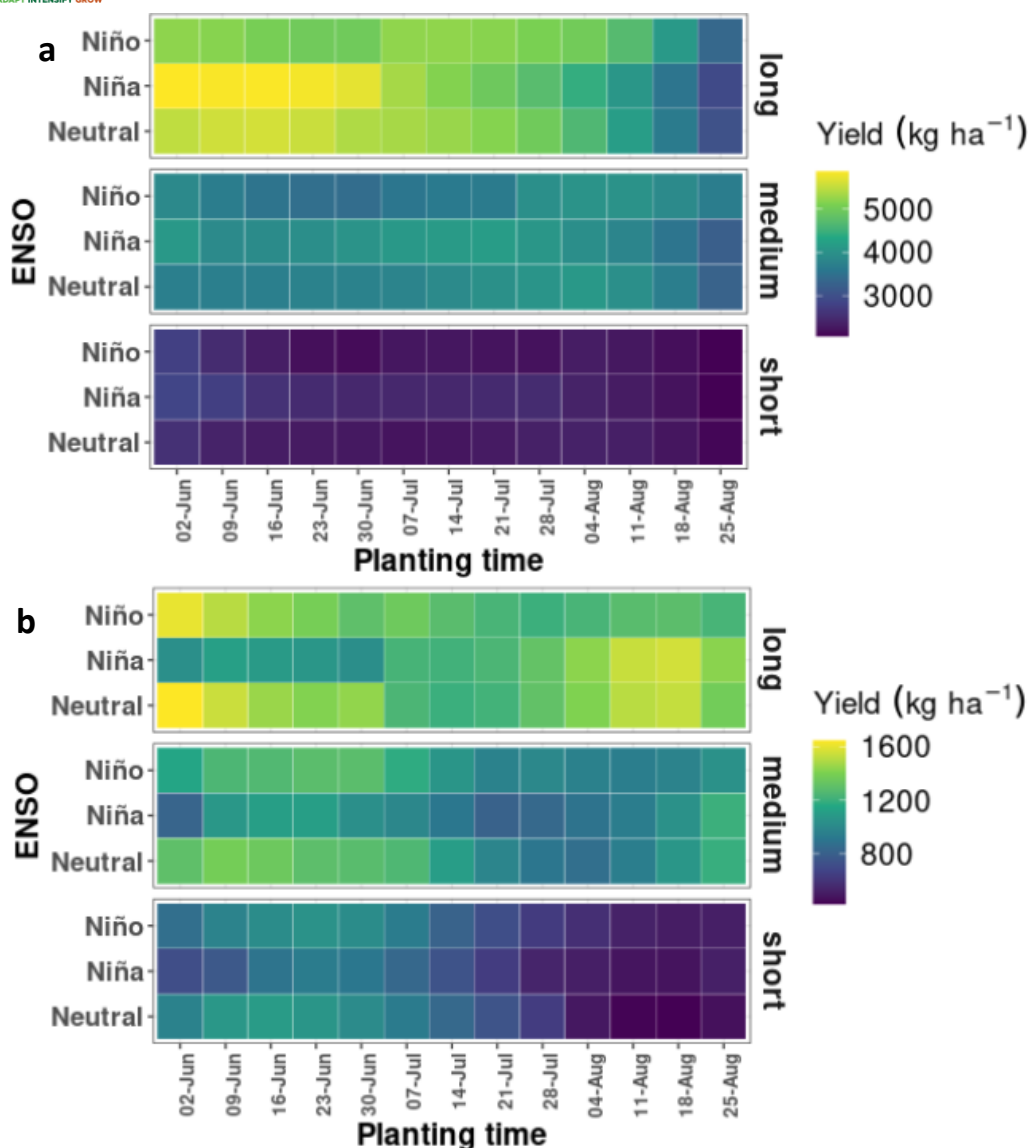 ADAPT INTENSIFY GROW
a
Niño
Niña
Neutral
long
Niño
Niña
Neutral
medium
Niño
Niña
Neutral
short
ENSO
02-Jun 09-Jun 16-Jun 23-Jun 30-Jun 07-Jul 14-Jul 21-Jul 28-Jul 04-Aug 11-Aug 18-Aug 25-Aug
Planting time
Yield (kg ha⁻¹)
5000
4000
3000
b
Niño
Niña
Neutral
long
Niño
Niña
Neutral
medium
Niño
Niña
Neutral
short
ENSO
02-Jun 09-Jun 16-Jun 23-Jun 30-Jun 07-Jul 14-Jul 21-Jul 28-Jul 04-Aug 11-Aug 18-Aug 25-Aug
Planting time
Yield (kg ha⁻¹)
1600
1200
800